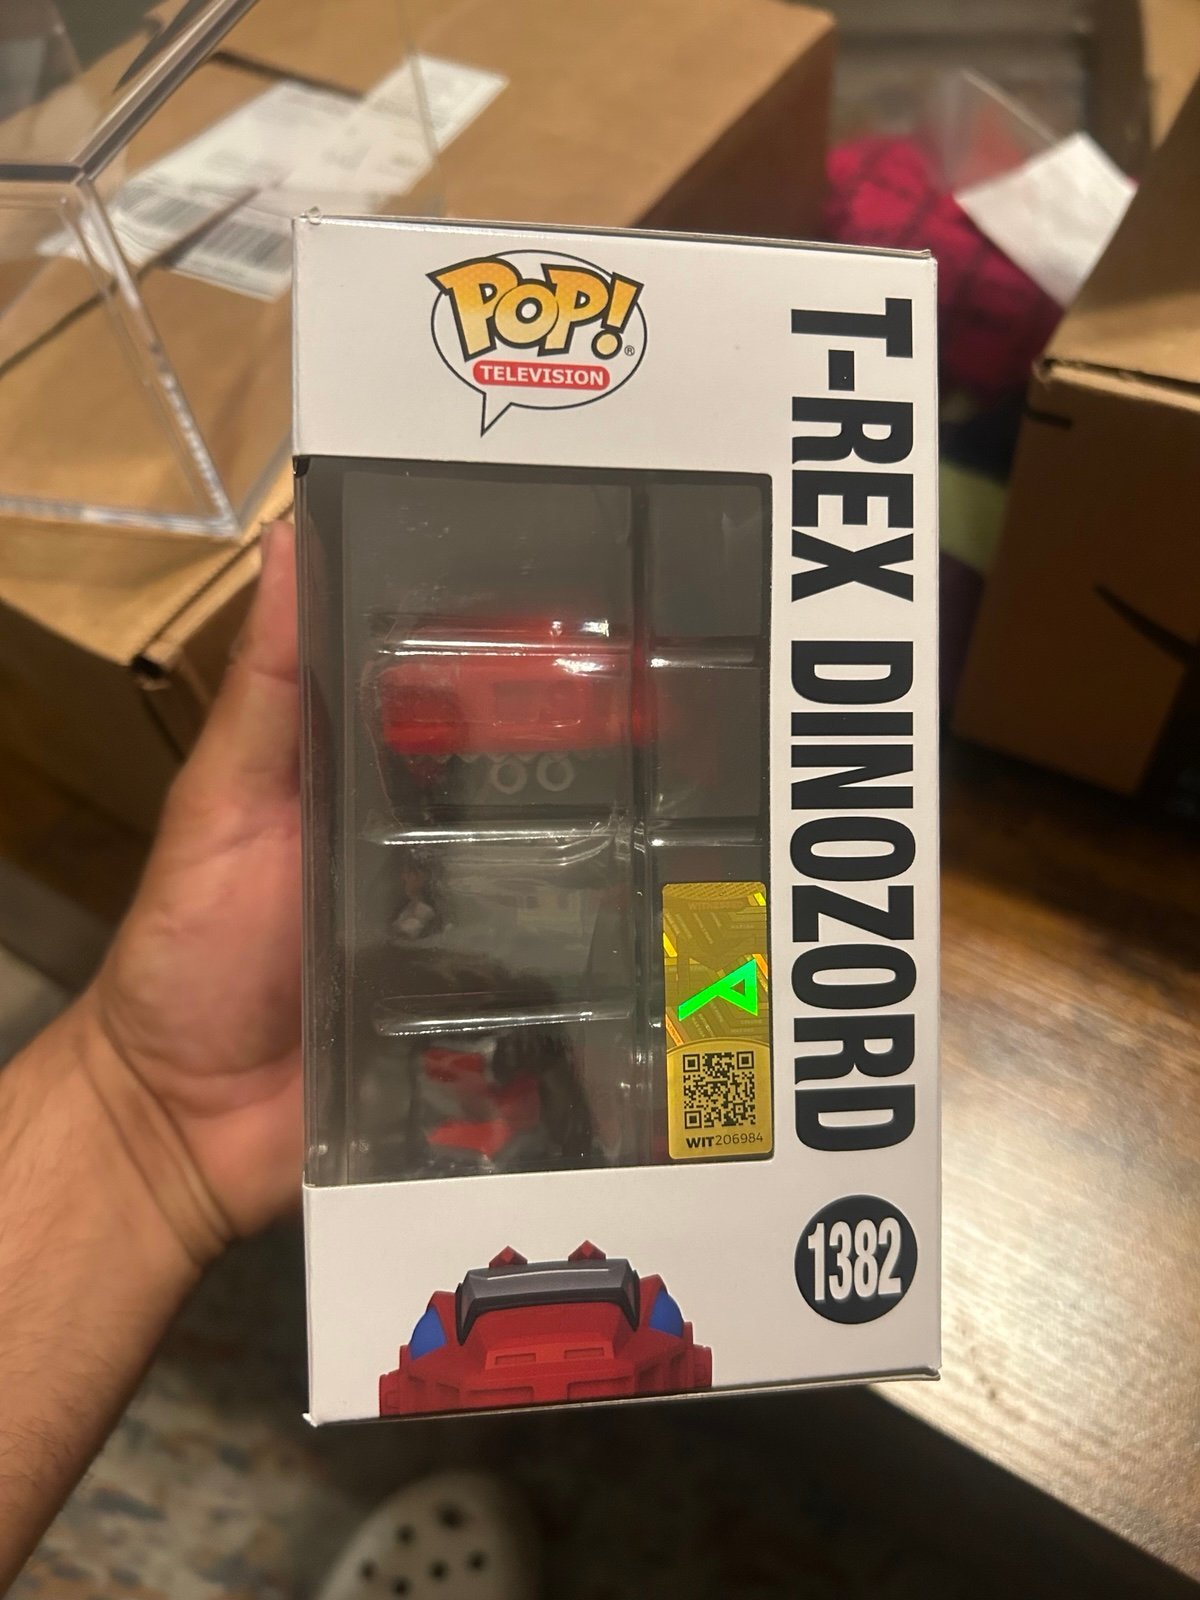 POP!®
TELEVISION
T-REX DINOZORD
WIT206984
1382